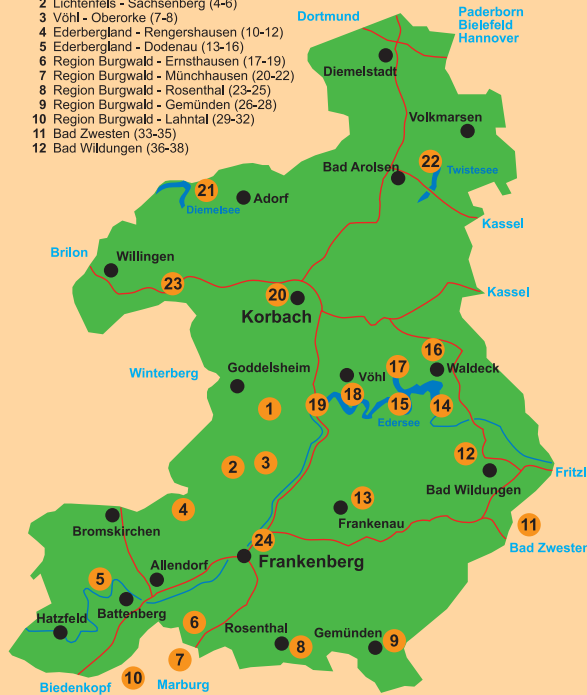 2 Lichtenfels - Sachsenberg (4-6)
3 Vöhl - Oberorke (7-8)
4 Ederbergland - Rengershausen (10-12)
5 Ederbergland - Dodenau (13-16)
6 Region Burgwald - Ernsthausen (17-19)
7 Region Burgwald - Münchhausen (20-22)
8 Region Burgwald - Rosenthal (23-25)
9 Region Burgwald - Gemünden (26-28)
10 Region Burgwald - Lahntal (29-32)
11 Bad Zwesten (33-35)
12 Bad Wildungen (36-38)
Dortmund
Paderborn
Bielefeld
Hannover
Diemelstadt
Volkmarsen
22
Bad Arolsen
Twistesee
21
Adorf
Diemelsee
Kassel
Brilon
Willingen
23
20
Kassel
Korbach
16
Winterberg
Goddelsheim
17
Waldeck
Vöhl
18
1
19
15
14
Edersee
12
2
3
Fritzl
Bad Wildungen
13
4
Frankenau
11
Bromskirchen
24
Bad Zwesten
Frankenberg
Allendorf
5
Battenberg
Hatzfeld
6
Rosenthal
Gemünden
9
8
7
10
Biedenkopf
Marburg